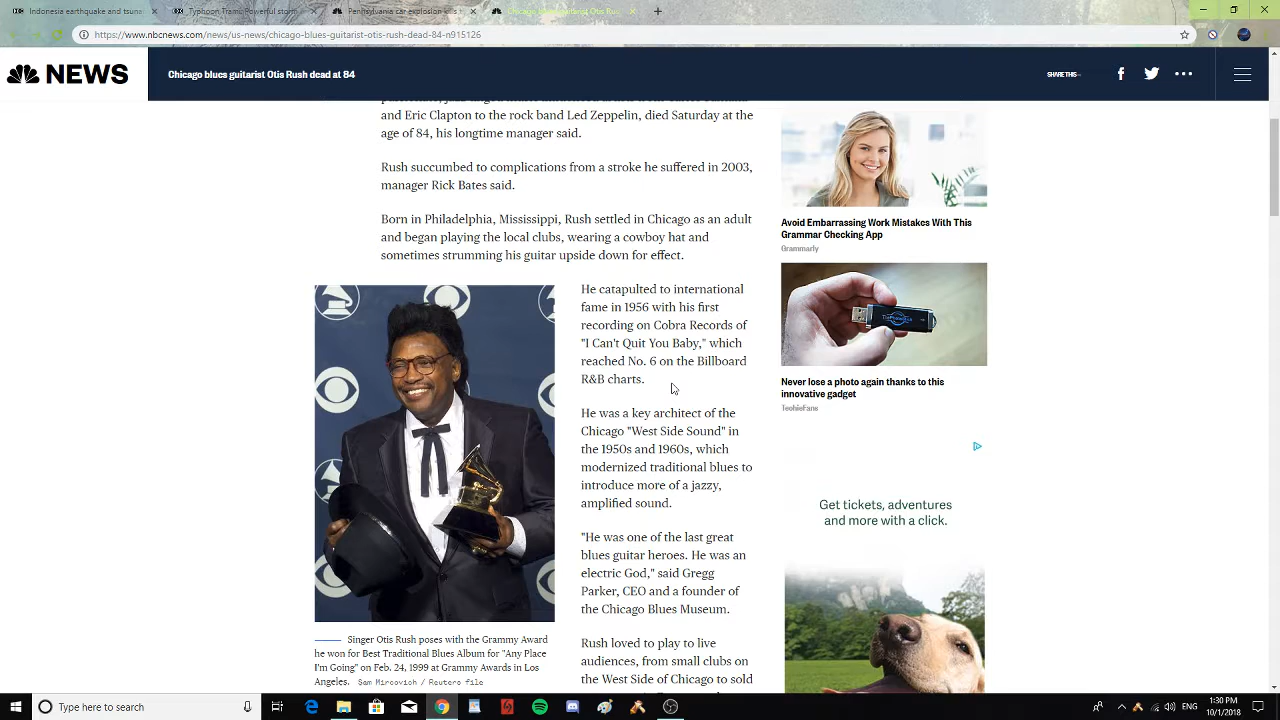 Indonesia earthquake and tsuna
Typhoon Trami: Powerful storm
Pennsylvania car explosion kills
Chicago blues guitarist Otis Ru
https://www.nbcnews.com/news/us-news/chicago-blues-guitarist-otis-rush-dead-84-n915126
NEWS
Chicago blues guitarist Otis Rush dead at 84
SHARE THIS —
and Eric Clapton to the rock band Led Zeppelin, died Saturday at the
age of 84, his longtime manager said.
Rush succumbed to complications from a stroke he suffered in 2003,
manager Rick Bates said.
Born in Philadelphia, Mississippi, Rush settled in Chicago as an adult
and began playing the local clubs, wearing a cowboy hat and
sometimes strumming his guitar upside down for effect.
He catapulted to international
fame in 1956 with his first
recording on Cobra Records of
"I Can't Quit You Baby," which
reached No. 6 on the Billboard
R&B charts.
He was a key architect of the
Chicago "West Side Sound" in
the 1950s and 1960s, which
modernized traditional blues to
introduce more of a jazzy,
amplified sound.
"He was one of the last great
blues guitar heroes. He was an
electric God," said Gregg
Parker, CEO and a founder of
the Chicago Blues Museum.
Rush loved to play to live
audiences, from small clubs on
the West Side of Chicago to sold
Singer Otis Rush poses with the Grammy Award
he won for Best Traditional Blues Album for "Any Place
I'm Going" on Feb. 24, 1999 at Grammy Awards in Los
Angeles. Sam Mircovich / Reuters file
Avoid Embarrassing Work Mistakes With This
Grammar Checking App
Grammarly
Never lose a photo again thanks to this
innovative gadget
TechieFans
Get tickets, adventures
and more with a click.
Type here to search
ENG
1:30 PM
10/1/2018